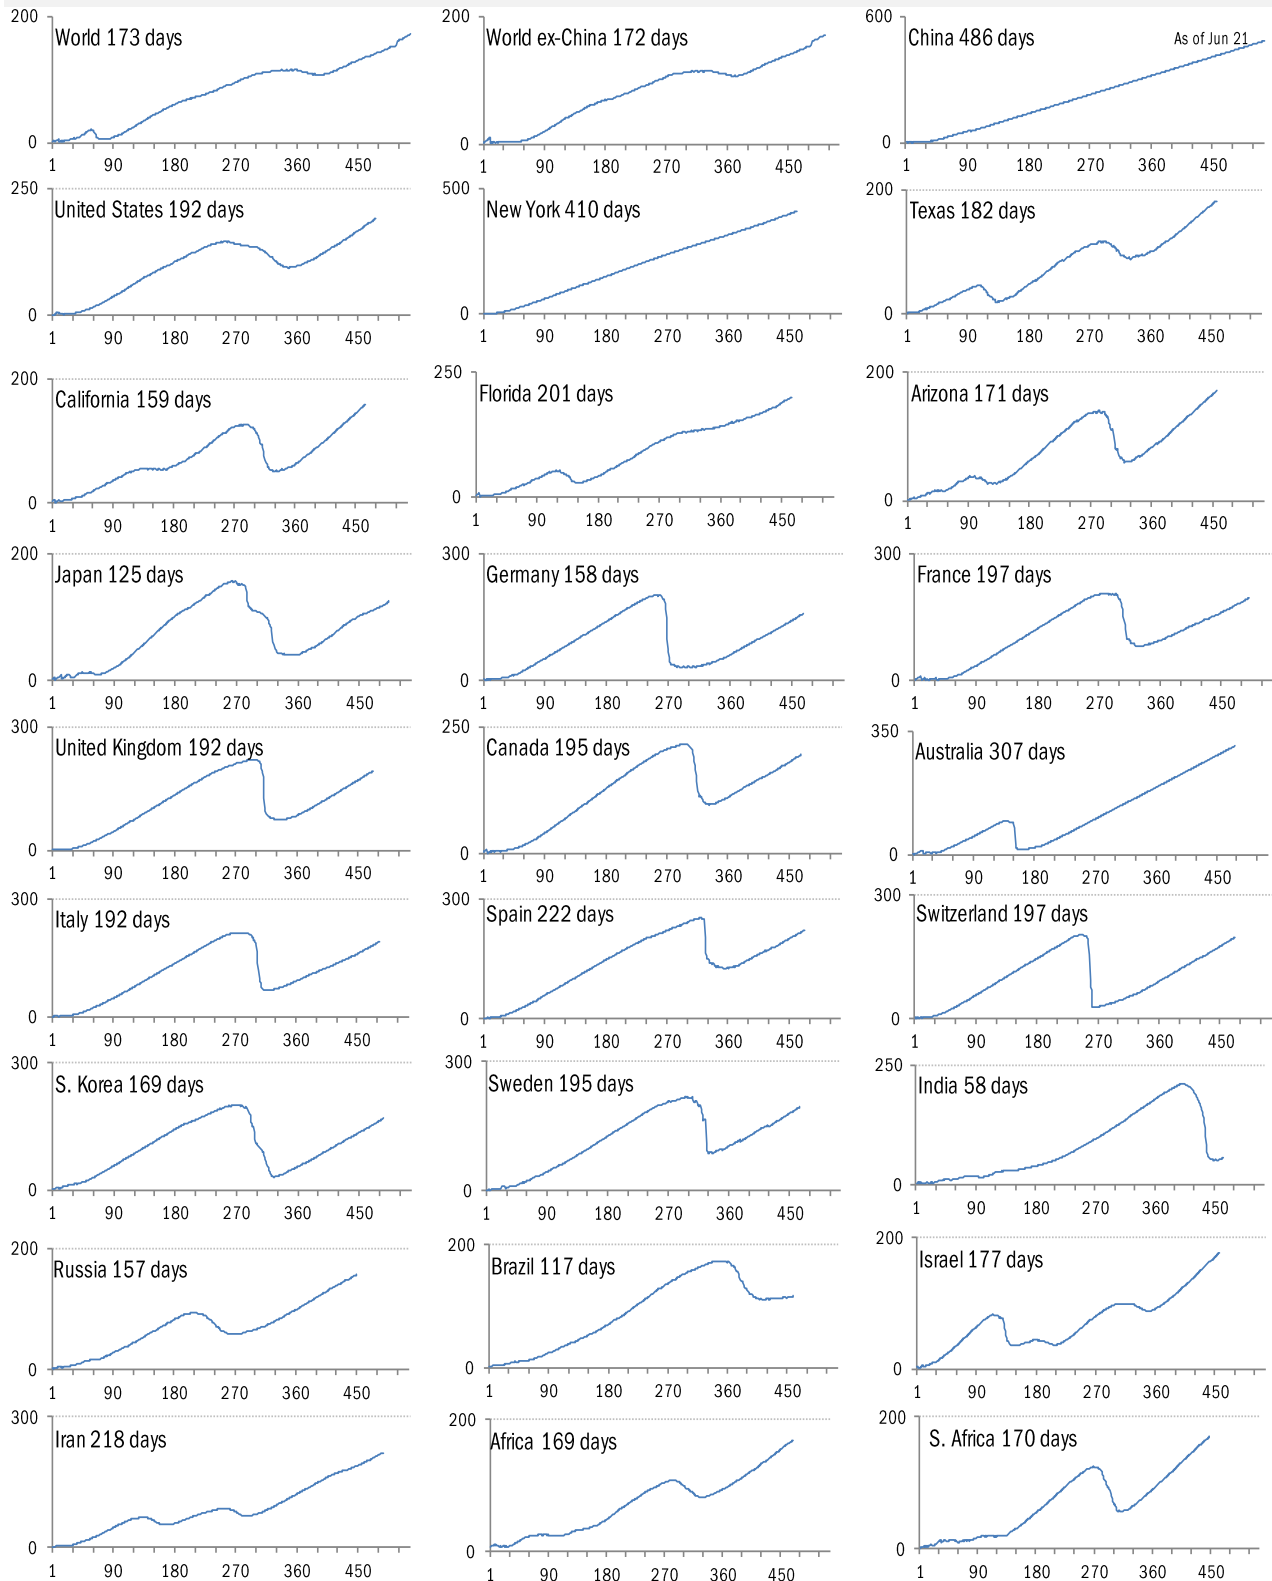 200 World 173 days
0
1 90 180 270 360 450
200 World ex-China 172 days
0
1 90 180 270 360 450
600 China 486 days As of Jun 21
0
1 90 180 270 360 450
250 United States 192 days
0
1 90 180 270 360 450
500 New York 410 days
0
1 90 180 270 360 450
200 Texas 182 days
0
1 90 180 270 360 450
200 California 159 days
0
1 90 180 270 360 450
250 Florida 201 days
0
1 90 180 270 360 450
200 Arizona 171 days
0
1 90 180 270 360 450
200 Japan 125 days
0
1 90 180 270 360 450
300 Germany 158 days
0
1 90 180 270 360 450
300 France 197 days
0
1 90 180 270 360 450
300 United Kingdom 192 days
0
1 90 180 270 360 450
250 Canada 195 days
0
1 90 180 270 360 450
350 Australia 307 days
0
1 90 180 270 360 450
300 Italy 192 days
0
1 90 180 270 360 450
300 Spain 222 days
0
1 90 180 270 360 450
300 Switzerland 197 days
0
1 90 180 270 360 450
300 S. Korea 169 days
0
1 90 180 270 360 450
300 Sweden 195 days
0
1 90 180 270 360 450
250 India 58 days
0
1 90 180 270 360 450
200 Russia 157 days
0
1 90 180 270 360 450
200 Brazil 117 days
0
1 90 180 270 360 450
200 Israel 177 days
0
1 90 180 270 360 450
300 Iran 218 days
0
1 90 180 270 360 450
200 Africa 169 days
0
1 90 180 270 360 450
200 S. Africa 170 days
0
1 90 180 270 360 450